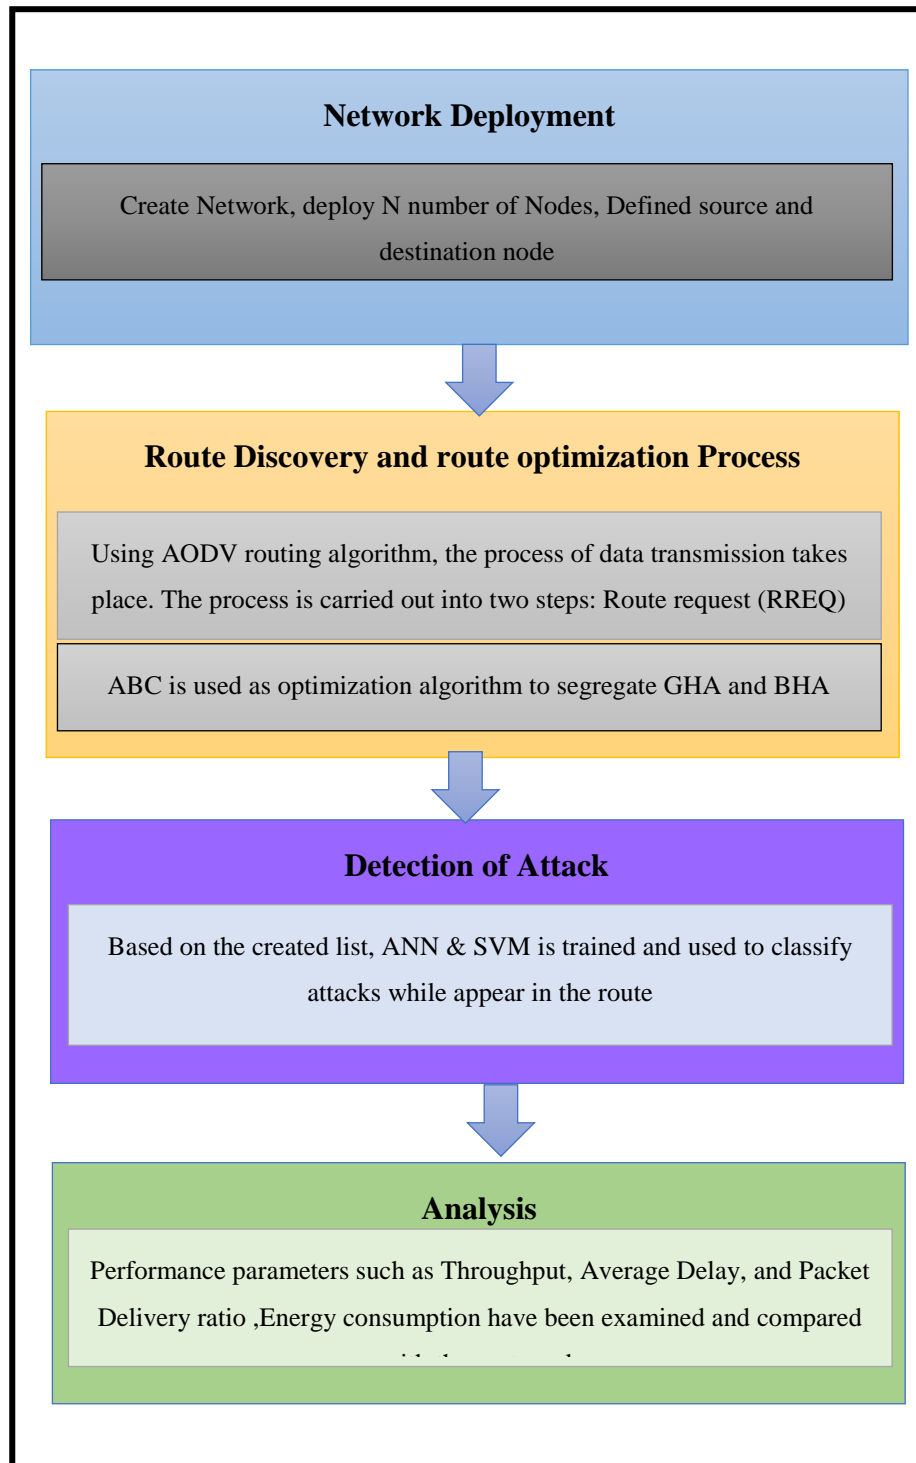 Network Deployment
Create Network, deploy N number of Nodes, Defined source and
destination node
Route Discovery and route optimization Process
Using AODV routing algorithm, the process of data transmission takes
place. The process is carried out into two steps: Route request (RREQ)
ABC is used as optimization algorithm to segregate GHA and BHA
Detection of Attack
Based on the created list, ANN & SVM is trained and used to classify
attacks while appear in the route
Analysis
Performance parameters such as Throughput, Average Delay, and Packet
Delivery ratio ,Energy consumption have been examined and compared